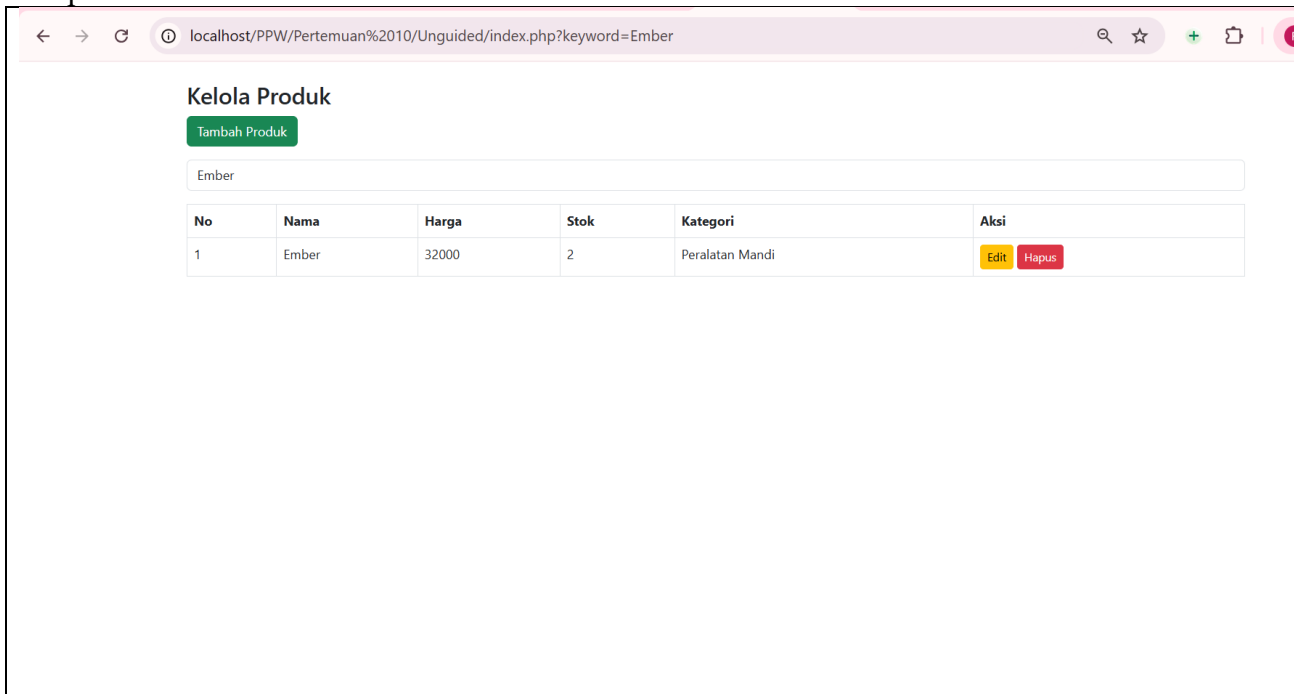 localhost/PPW/Pertemuan%2010/Unguided/index.php?keyword=Ember
Kelola Produk
Tambah Produk
Ember
No Nama Harga Stok Kategori Aksi
1 Ember 32000 2 Peralatan Mandi Edit Hapus